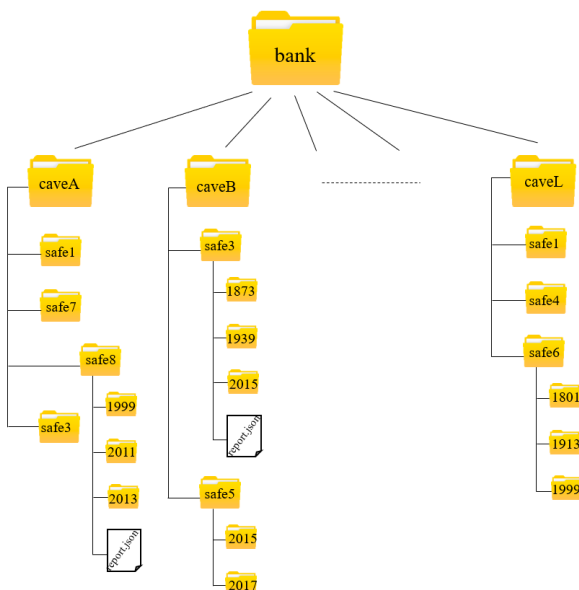 bank
caveA
safe1
safe7
safe8
1999
2011
2013
report.json
safe3
caveB
safe3
1873
1939
2015
report.json
safe5
2015
2017
caveL
safe1
safe4
safe6
1801
1913
1999